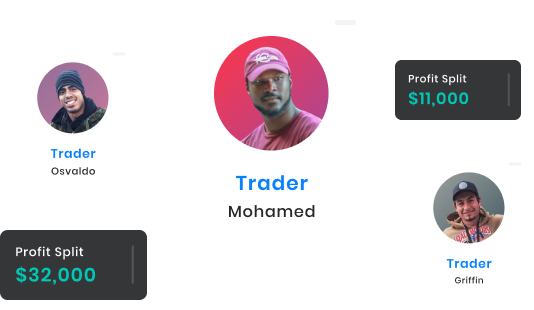 Trader
Osvaldo
Profit Split
$32,000
Trader
Mohamed
Profit Split
$11,000
Trader
Griffin